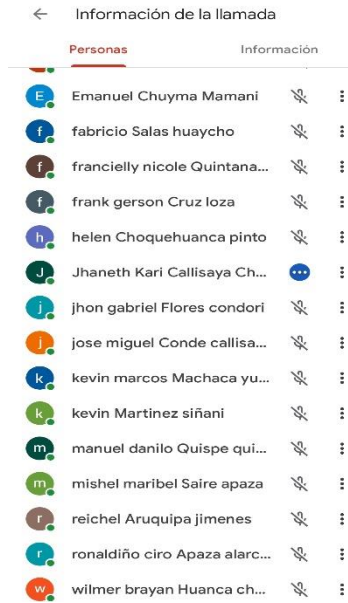 Información de la llamada
Personas Información
E Emanuel Chuyma Mamani
f fabricio Salas huaycho
f francielly nicole Quintana...
f frank gerson Cruz loza
h helen Choquehuanca pinto
J Jhaneth Kari Callisaya Ch...
j jhon gabriel Flores condori
j jose miguel Conde callisa...
k kevin marcos Machaca yu...
k kevin Martinez siñani
m manuel danilo Quispe qui...
m mishel maribel Saire apaza
r reichel Aruquipa jimenes
r ronaldiño ciro Apaza alarc...
w wilmer brayan Huanca ch...